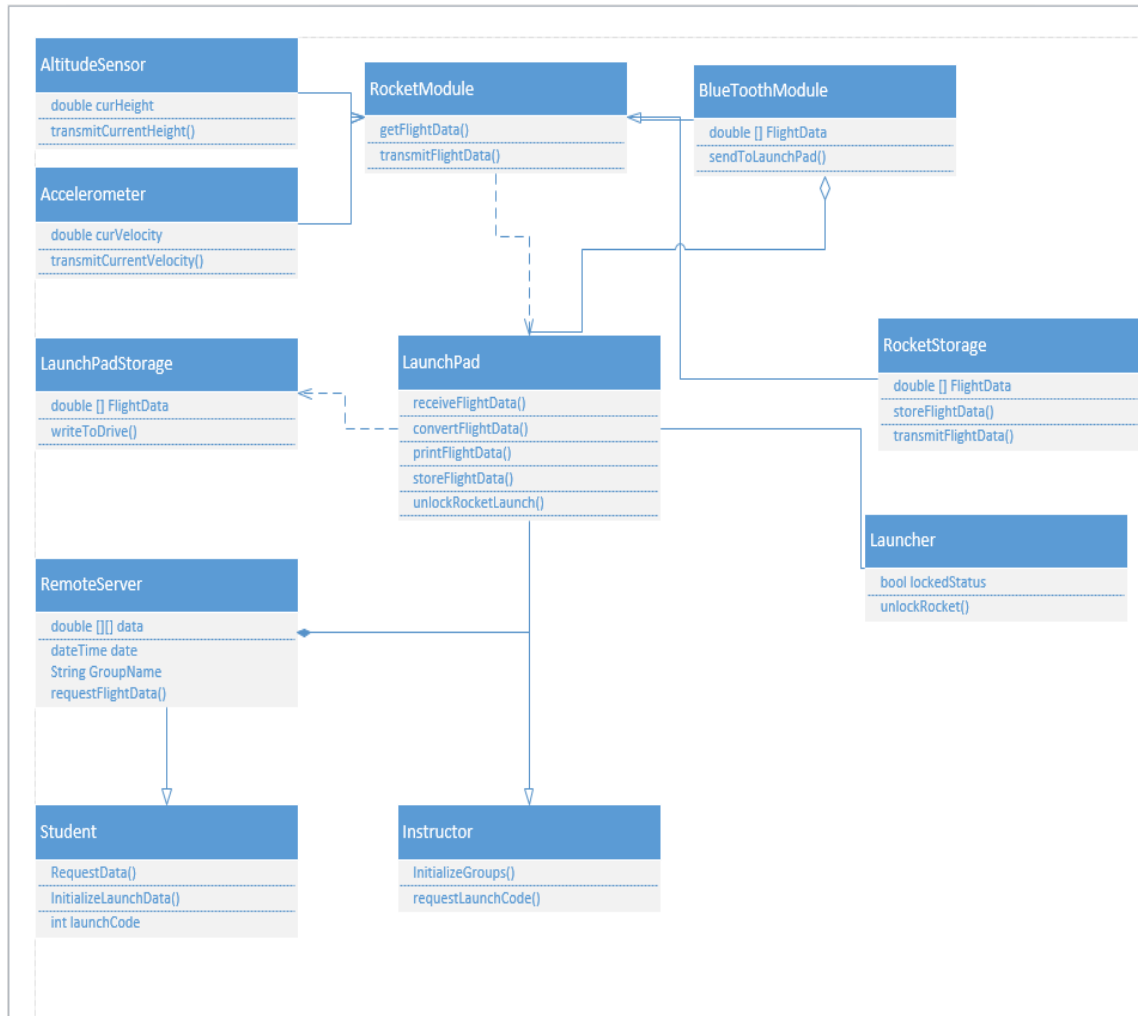 AltitudeSensor
double curHeight
transmitCurrentHeight()
RocketModule
getFlightData()
transmitFlightData()
BlueToothModule
double [] FlightData
sendToLaunchPad()
Accelerometer
double curVelocity
transmitCurrentVelocity()
LaunchPadStorage
double [] FlightData
writeToDrive()
LaunchPad
receiveFlightData()
convertFlightData()
printFlightData()
storeFlightData()
unlockRocketLaunch()
RocketStorage
double [] FlightData
storeFlightData()
transmitFlightData()
Launcher
bool lockedStatus
unlockRocket()
RemoteServer
double [][] data
dateTime date
String GroupName
requestFlightData()
Student
RequestData()
InitializeLaunchData()
int launchCode
Instructor
InitializeGroups()
requestLaunchCode()